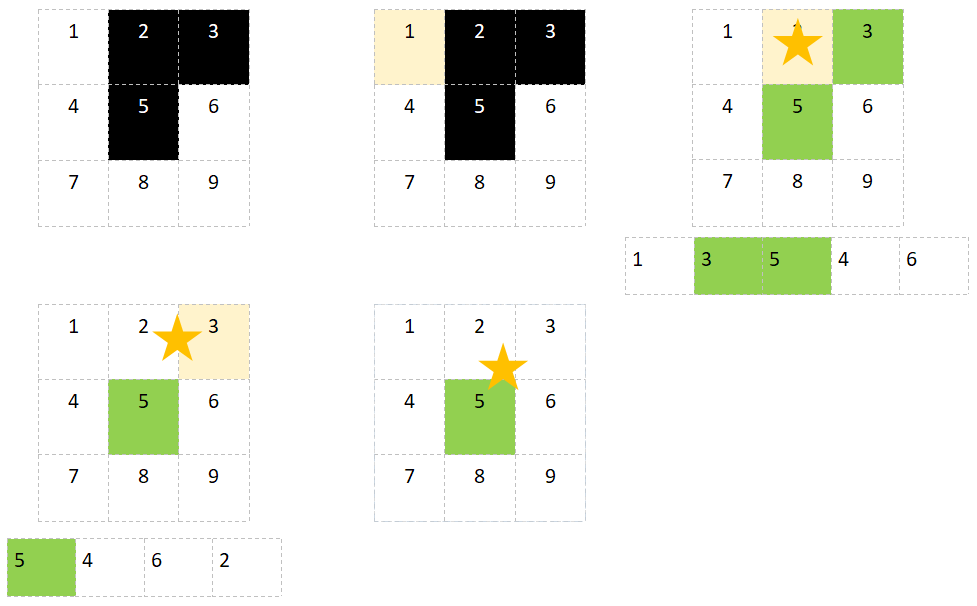 1 2 3 1 2 3 1 3
4 5 6 4 5 6 4 5 6
7 8 9 7 8 9 7 8 9
1 3 5 4 6
1 2 3 1 2 3
4 5 6 4 5 6
7 8 9 7 8 9
5 4 6 2